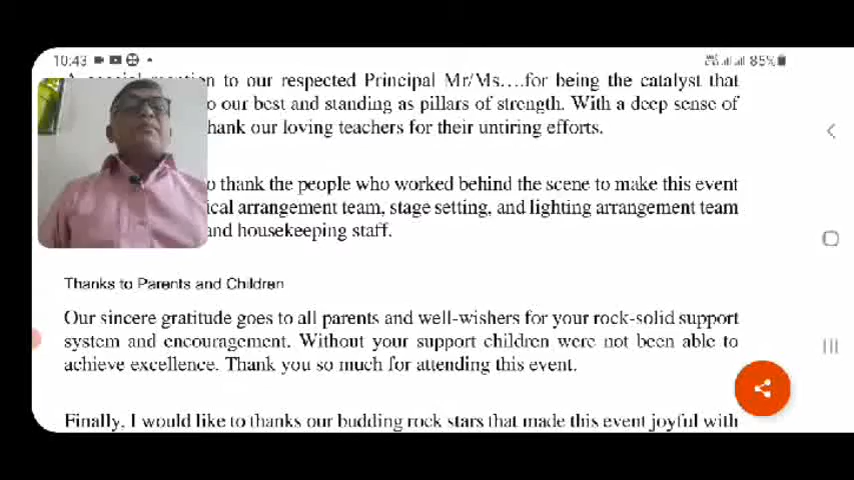 10:43
85%
special mention to our respected Principal Mr/Ms....for being the catalyst that
o our best and standing as pillars of strength. With a deep sense of
hank our loving teachers for their untiring efforts.
o thank the people who worked behind the scene to make this event
ical arrangement team, stage setting, and lighting arrangement team
and housekeeping staff.
Thanks to Parents and Children
Our sincere gratitude goes to all parents and well-wishers for your rock-solid support
system and encouragement. Without your support children were not been able to
achieve excellence. Thank you so much for attending this event.
Finally, I would like to thanks our budding rock stars that made this event joyful with